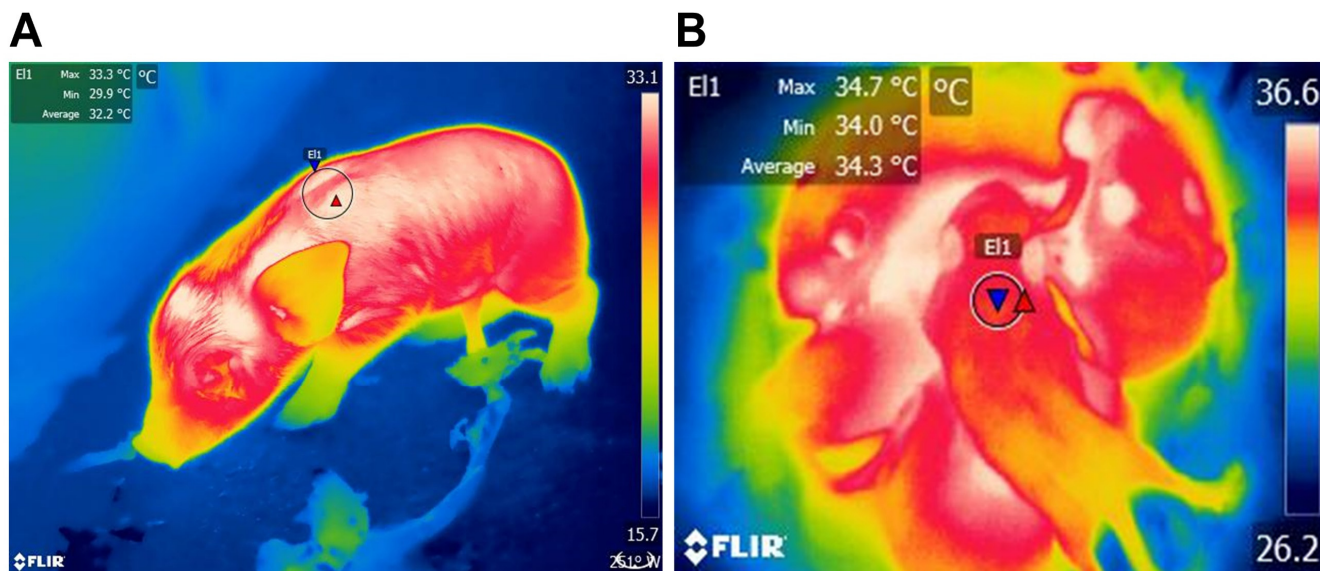 A
El1 Max 33.3 °C °C
Min 29.9 °C
Average 32.2 °C
33.1
El1
15.7
FLIR
251° W
B
El1 Max 34.7 °C °C
Min 34.0 °C
Average 34.3 °C
36.6
El1
FLIR
26.2